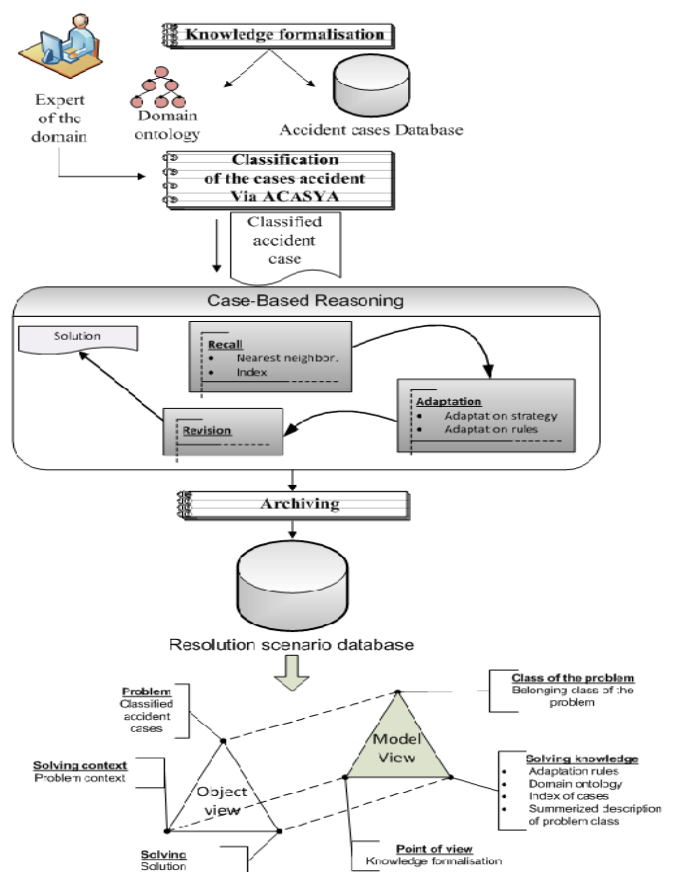 Knowledge formalisation
Expert
of the
domain
Domain
ontology
Accident cases Database
Classification
of the cases accident
Via ACASYA
Classified
accident
case
Case-Based Reasoning
Solution
Recall
• Nearest neighbor.
• Index
Adaptation
• Adaptat on strategy
• Adaptat on rules
Revision
Archiving
Resolution scenario database
Problem
Classified
accident
cases
Class of the problem
Belonging class of the
problem
Model
View
Solving context
Problem context
Object
view
Solving knowledge
• Adaptation rules
• Domain ontology
• Index of cases
• Summerized description
of problem class
Solving
Solution
Point of view
Knowledge formalisation